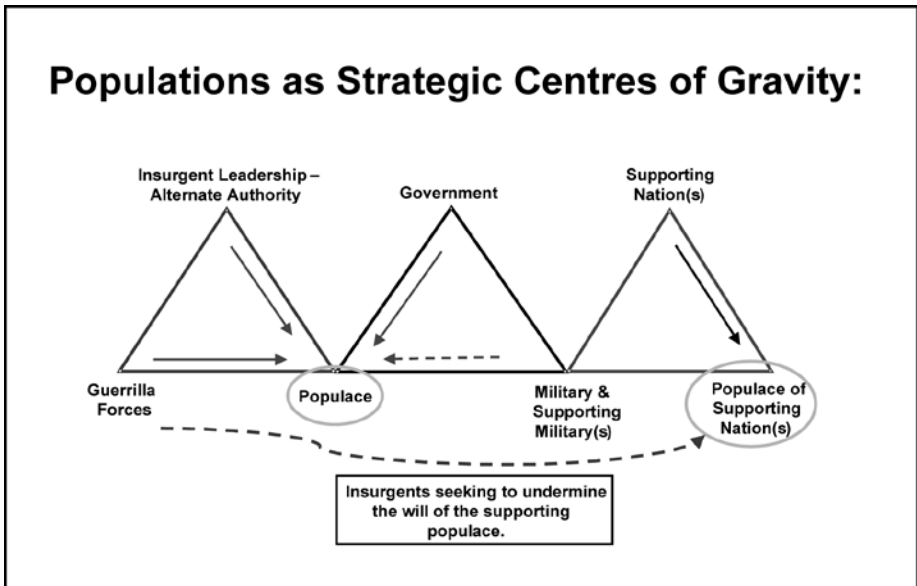 Populations as Strategic Centres of Gravity:
Insurgent Leadership –
Alternate Authority
Government
Supporting
Nation(s)
Guerrilla
Forces
Populace
Military &
Supporting
Military(s)
Populace of
Supporting
Nation(s)
Insurgents seeking to undermine
the will of the supporting
populace.